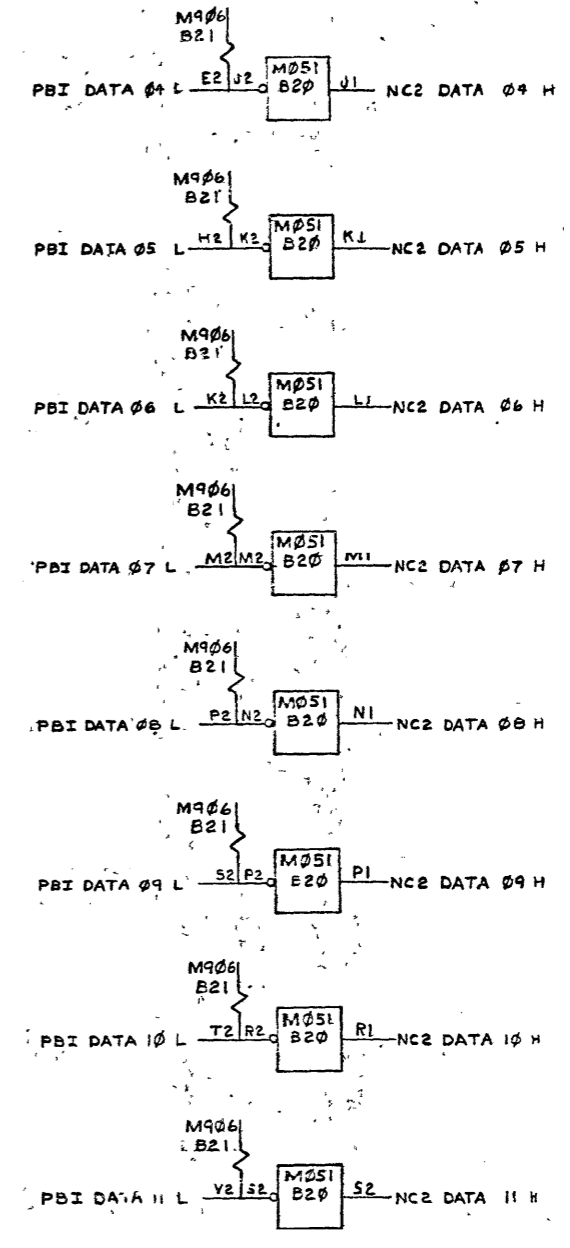 M9Ø6
B21
MØ51
PBI DATA Ø4 L E2 J2 B2Ø J1 NC2 DATA Ø4 H
M9Ø6
B21
MØ51
PBI DATA Ø5 L H2 K2 B2Ø K1 NC2 DATA Ø5 H
M9Ø6
B21
MØ51
PBI DATA Ø6 L K2 L2 B2Ø L1 NC2 DATA Ø6 H
M9Ø6
B21
MØ51
PBI DATA Ø7 L M2 M2 B2Ø M1 NC2 DATA Ø7 H
M9Ø6
B21
MØ51
PBI DATA Ø8 L P2 N2 B2Ø N1 NC2 DATA Ø8 H
M9Ø6
B21
MØ51
PBI DATA Ø9 L S2 P2 B2Ø P1 NC2 DATA Ø9 H
M9Ø6
B21
MØ51
PBI DATA 1Ø L T2 R2 B2Ø R1 NC2 DATA 1Ø H
M9Ø6
B21
MØ51
PBI DATA 11 L V2 S2 B2Ø S2 NC2 DATA 11 H